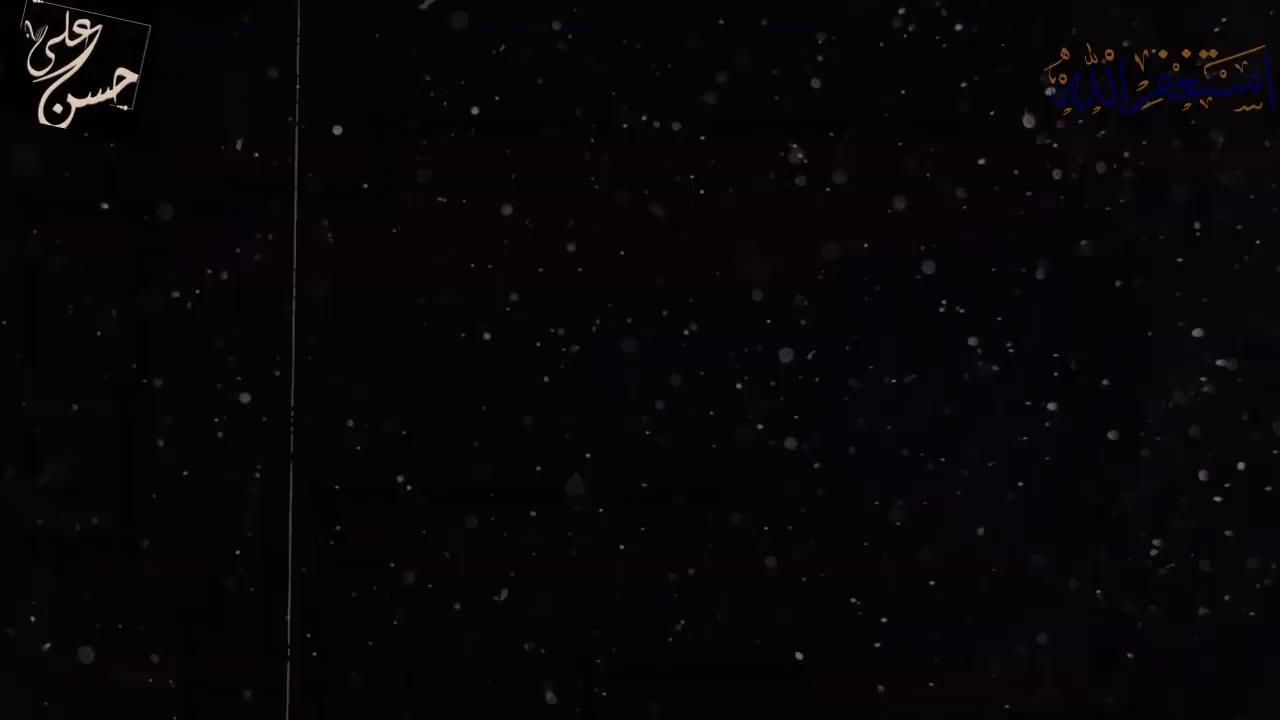 علی
حسن
استغفر الله